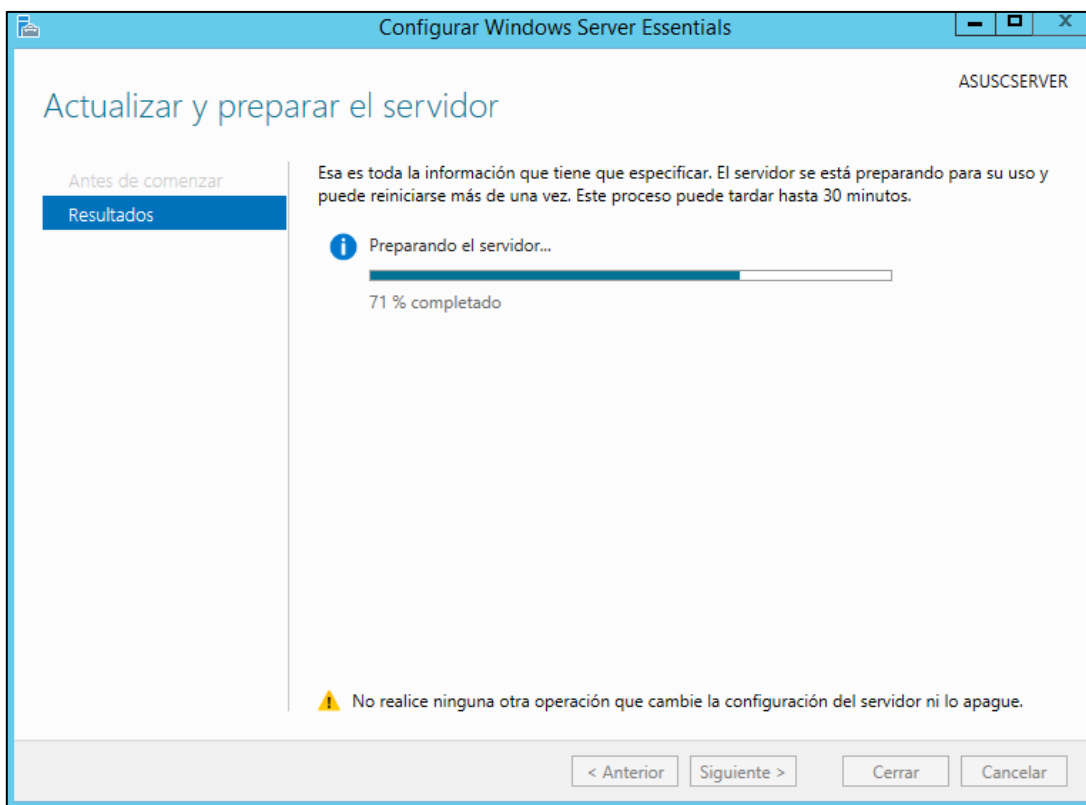 Configurar Windows Server Essentials
ASUSCSERVER
Actualizar y preparar el servidor
Antes de comenzar
Resultados
Esa es toda la información que tiene que especificar. El servidor se está preparando para su uso y
puede reiniciarse más de una vez. Este proceso puede tardar hasta 30 minutos.
Preparando el servidor...
71 % completado
No realice ninguna otra operación que cambie la configuración del servidor ni lo apague.
< Anterior
Siguiente >
Cerrar
Cancelar